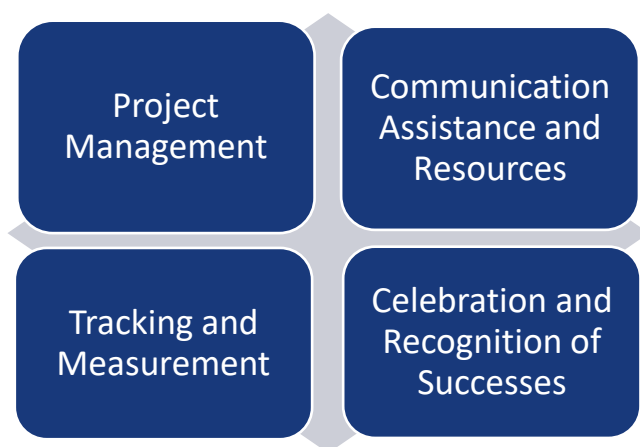 Project
Management
Communication
Assistance and
Resources
Tracking and
Measurement
Celebration and
Recognition of
Successes